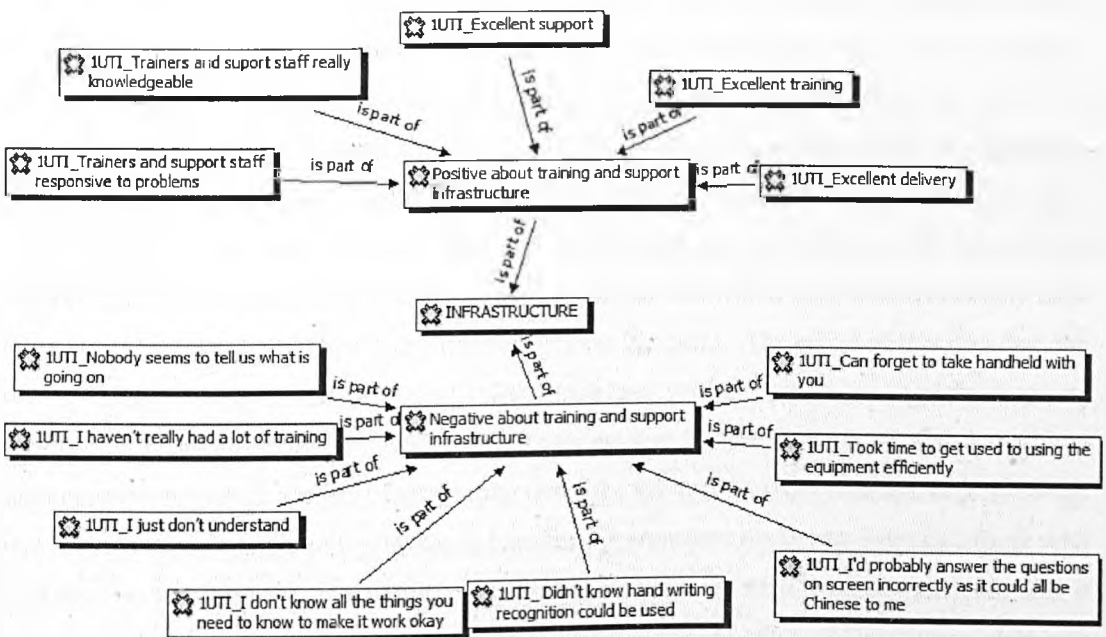 1UTI_Excellent support
1UTI_Trainers and suport staff really
knowledgeable
1UTI_Excellent training
is part of
is part of
is part of
1UTI_Trainers and support staff
responsive to problems
is part of
Positive about training and support
infrastructure
is part of
1UTI_Excellent delivery
is part of
INFRASTRUCTURE
is part of
1UTI_Nobody seems to tell us what is
going on
is part of
1UTI_Can forget to take handheld with
you
is part of
1UTI_I haven't really had a lot of training
is part of
Negative about training and support
infrastructure
is part of
1UTI_Took time to get used to using the
equipment efficiently
is part of
1UTI_I just don't understand
is part of
is part of
is part of
1UTI_I don't know all the things you
need to know to make it work okay
1UTI_Didn't know hand writing
recognition could be used
1UTI_I'd probably answer the questions
on screen incorrectly as it could all be
Chinese to me